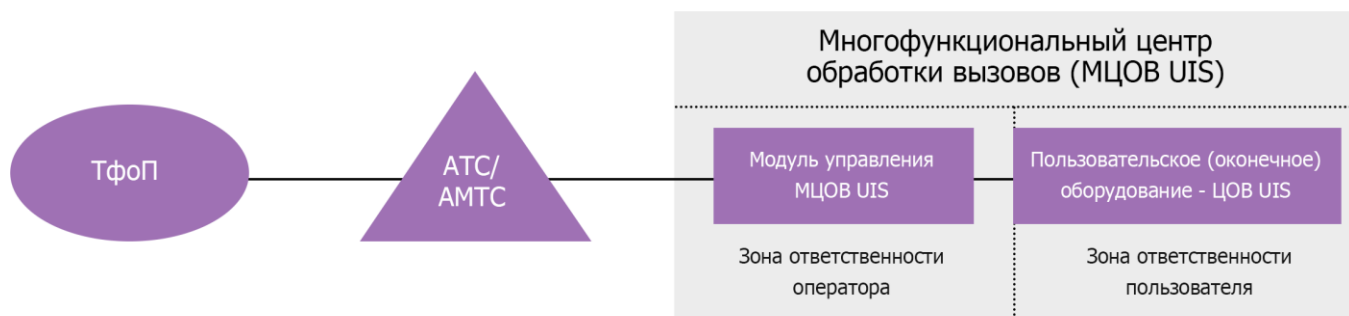 Многофункциональный центр
обработки вызовов (МЦОВ UIS)
ТфоП
АТС/
АМТС
Модуль управления
МЦОВ UIS
Пользовательское (оконечное)
оборудование - ЦОВ UIS
Зона ответственности
оператора
Зона ответственности
пользователя